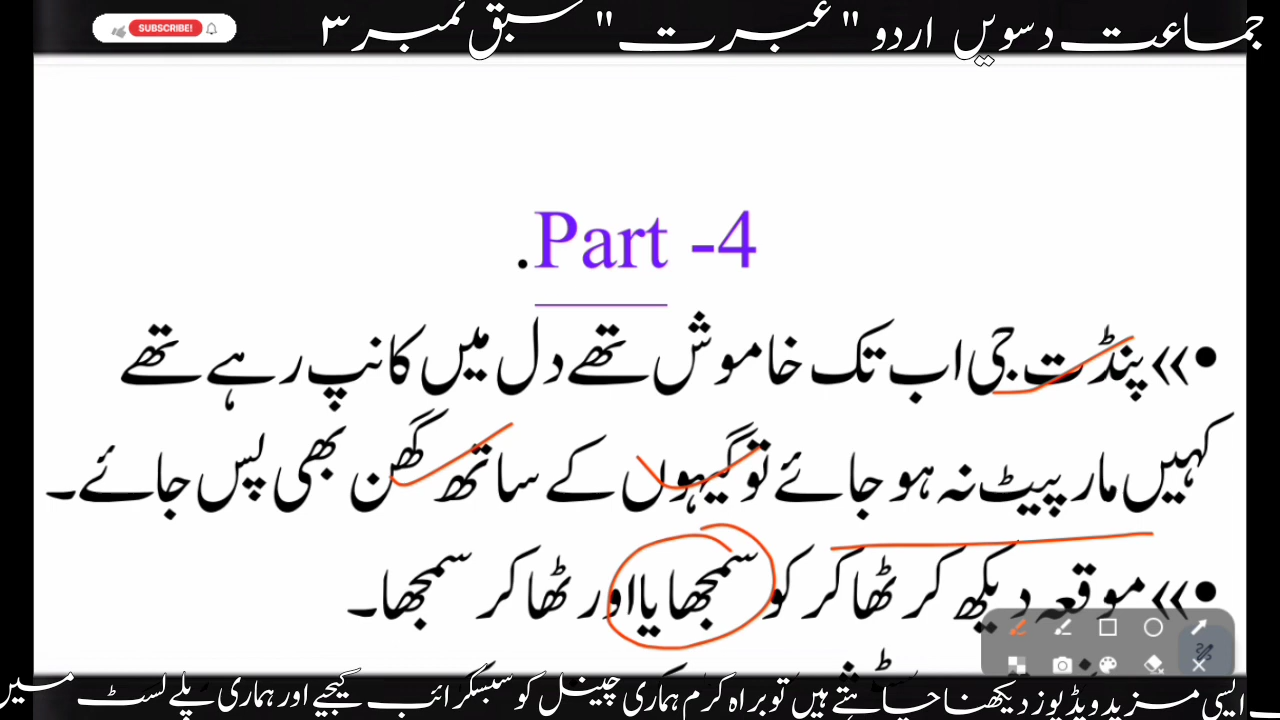 جماعت دسویں اردو "عبرت" سبق نمبر ۳
SUBSCRIBE!
Part -4.
•»پنڈت جی اب تک خاموش تھے دل میں کانپ رہے تھے
کہیں مار پیٹ نہ ہو جائے تو گیہوں کے ساتھ گھن بھی پس جائے۔
•»موقعہ دیکھ کر ٹھاکر کو سمجھایا اور ٹھاکر سمجھا۔
ایسی مزید ویڈیوز دیکھنا چاہتے ہیں تو براہ کرم ہماری چینل کو سبسکرائب کیجیے اور ہماری پلے لسٹ میں